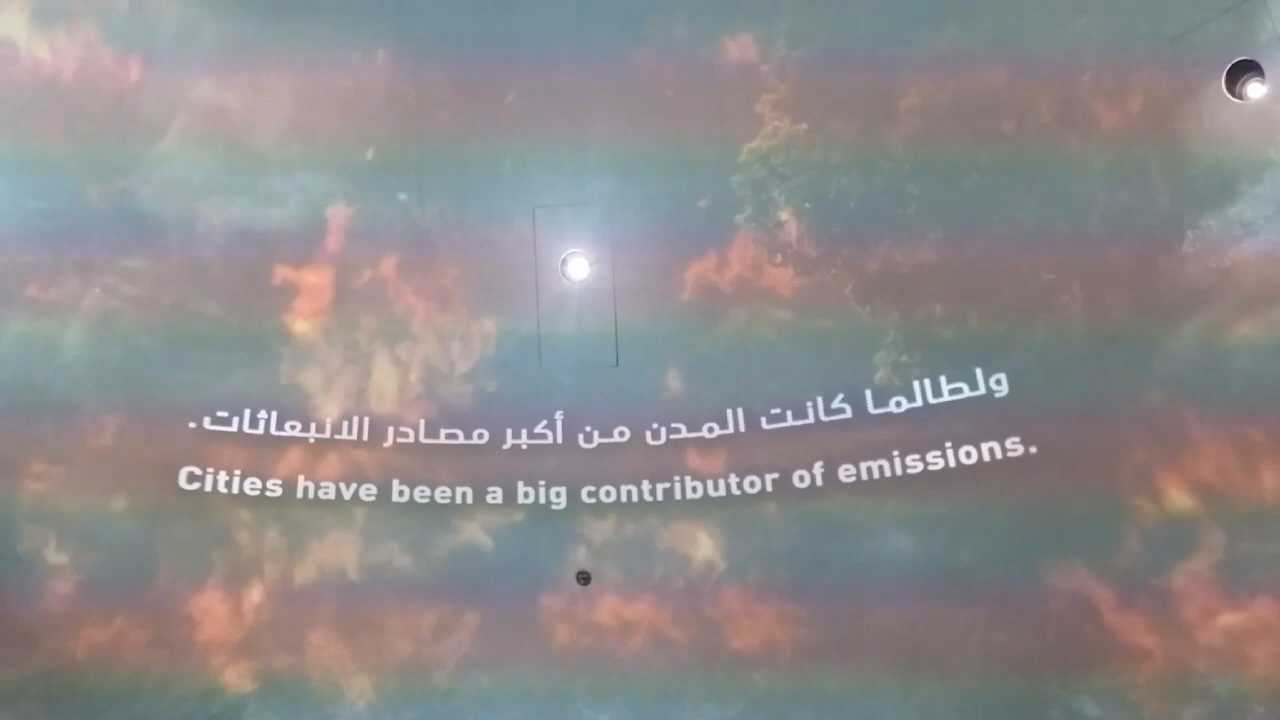 ولطالما كانت المدن من أكبر مصادر الانبعاثات.
Cities have been a big contributor of emissions.